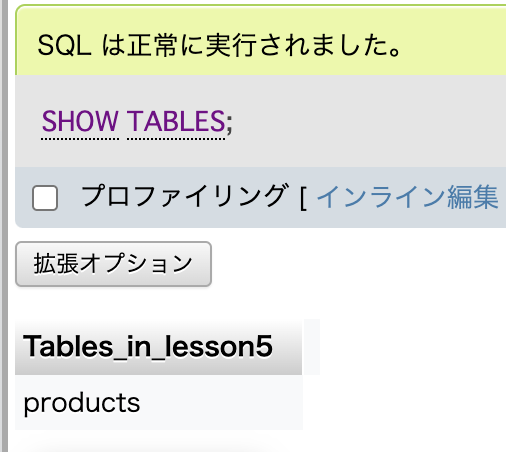 SQL は正常に実行されました。
SHOW TABLES;
プロファイリング [ インライン編集
拡張オプション
Tables_in_lesson5
products